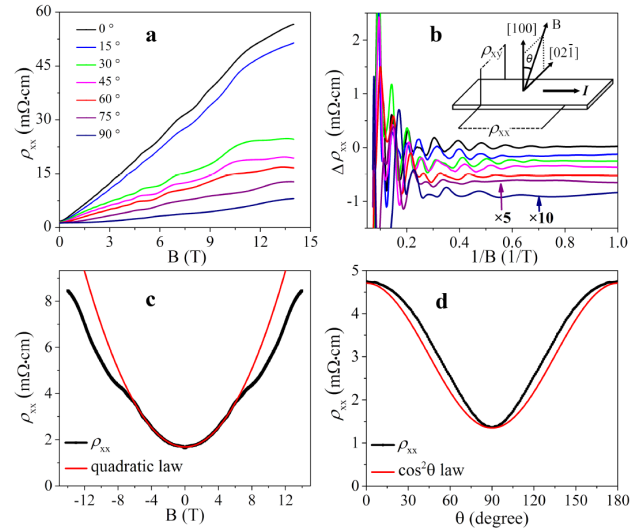 a
0 °
15 °
30 °
45 °
60 °
75 °
90 °
ρxx (mΩ·cm)
60
45
30
15
0
0 3 6 9 12 15
B (T)
b
[100]
B
θ
[021̄]
ρxy
I
ρxx
Δρxx (mΩ·cm)
0
-1
×5
×10
0.2 0.4 0.6 0.8 1.0
1/B (1/T)
c
ρxx (mΩ·cm)
8
6
4
2
0
ρxx
quadratic law
-12 -8 -4 0 4 8 12
B (T)
d
ρxx (mΩ·cm)
5
4
3
2
1
0
ρxx
cos²θ law
0 30 60 90 120 150 180
θ (degree)